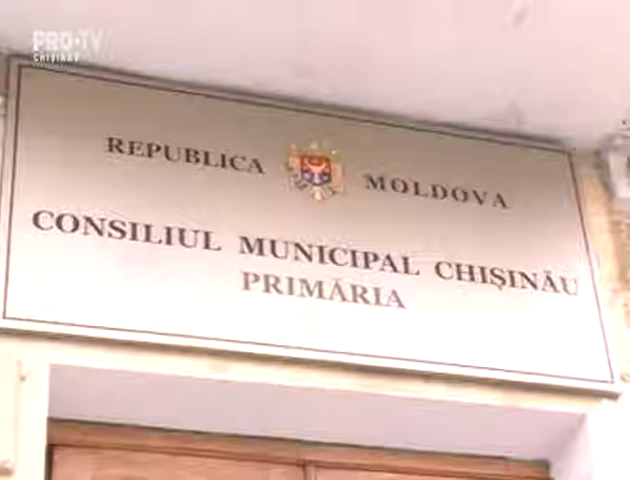 PRO•TV
CHIȘINĂU
REPUBLICA MOLDOVA
CONSILIUL MUNICIPAL CHIȘINĂU
PRIMĂRIA